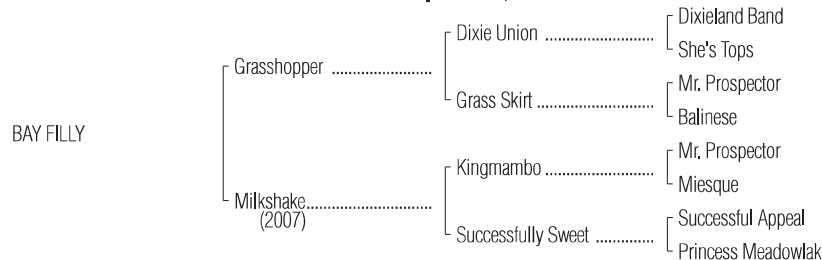 Dixieland Band
Dixie Union ..............
She's Tops
Grasshopper ....................
Mr. Prospector
Grass Skirt .................
Balinese
BAY FILLY
Mr. Prospector
Kingmambo ...............
Miesque
Milkshake.........................
(2007)
Successful Appeal
Successfully Sweet ...........
Princess Meadowlak